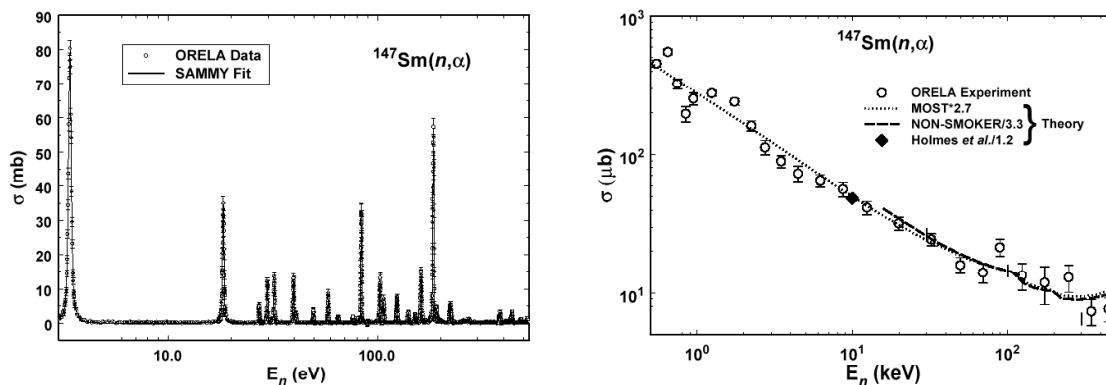 ¹⁴⁷Sm(n,α)
ORELA Data
SAMMY Fit
90
80
70
60
50
40
30
20
10
0
σ (mb)
10.0
100.0
Eₙ (eV)
¹⁴⁷Sm(n,α)
ORELA Experiment
MOST*2.7
NON-SMOKER/3.3
Holmes et al./1.2
} Theory
10³
10²
10¹
σ (μb)
10⁰
10¹
10²
Eₙ (keV)